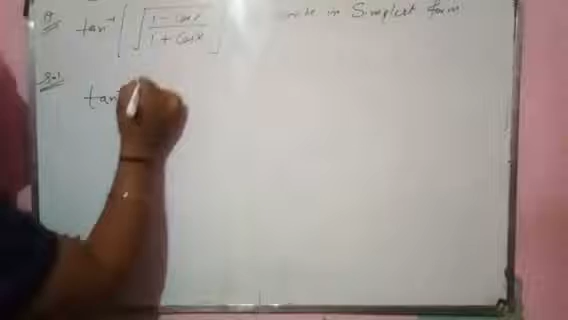 Q. tan⁻¹ [ √(1 - cos x / 1 + cos x) ] write in Simplest form
Sol.
tan⁻